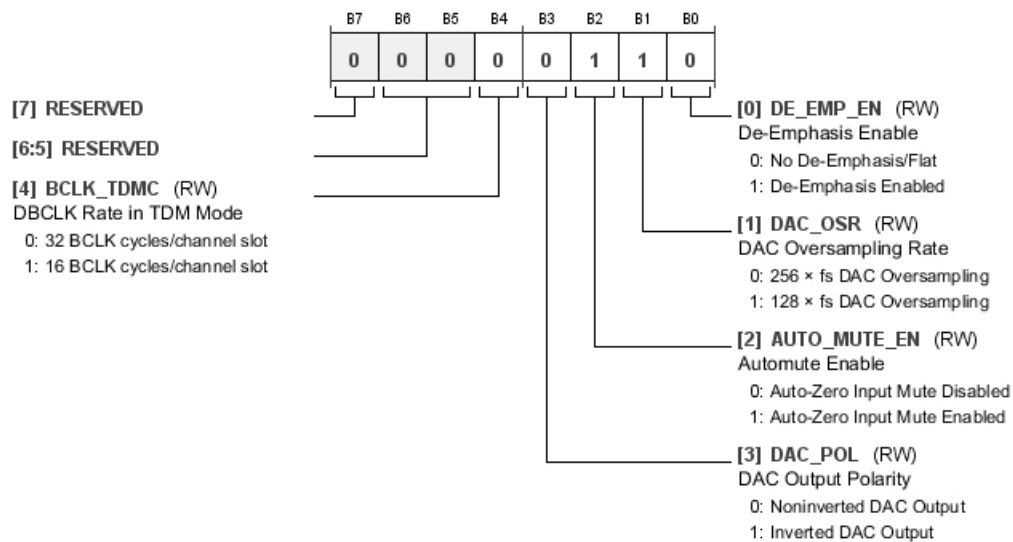 B7 B6 B5 B4 B3 B2 B1 B0
0 0 0 0 0 1 1 0
[7] RESERVED
[6:5] RESERVED
[4] BCLK_TDMC (RW)
DBCLK Rate in TDM Mode
0: 32 BCLK cycles/channel slot
1: 16 BCLK cycles/channel slot
[0] DE_EMP_EN (RW)
De-Emphasis Enable
0: No De-Emphasis/Flat
1: De-Emphasis Enabled
[1] DAC_OSR (RW)
DAC Oversampling Rate
0: 256 × fs DAC Oversampling
1: 128 × fs DAC Oversampling
[2] AUTO_MUTE_EN (RW)
Automute Enable
0: Auto-Zero Input Mute Disabled
1: Auto-Zero Input Mute Enabled
[3] DAC_POL (RW)
DAC Output Polarity
0: Noninverted DAC Output
1: Inverted DAC Output